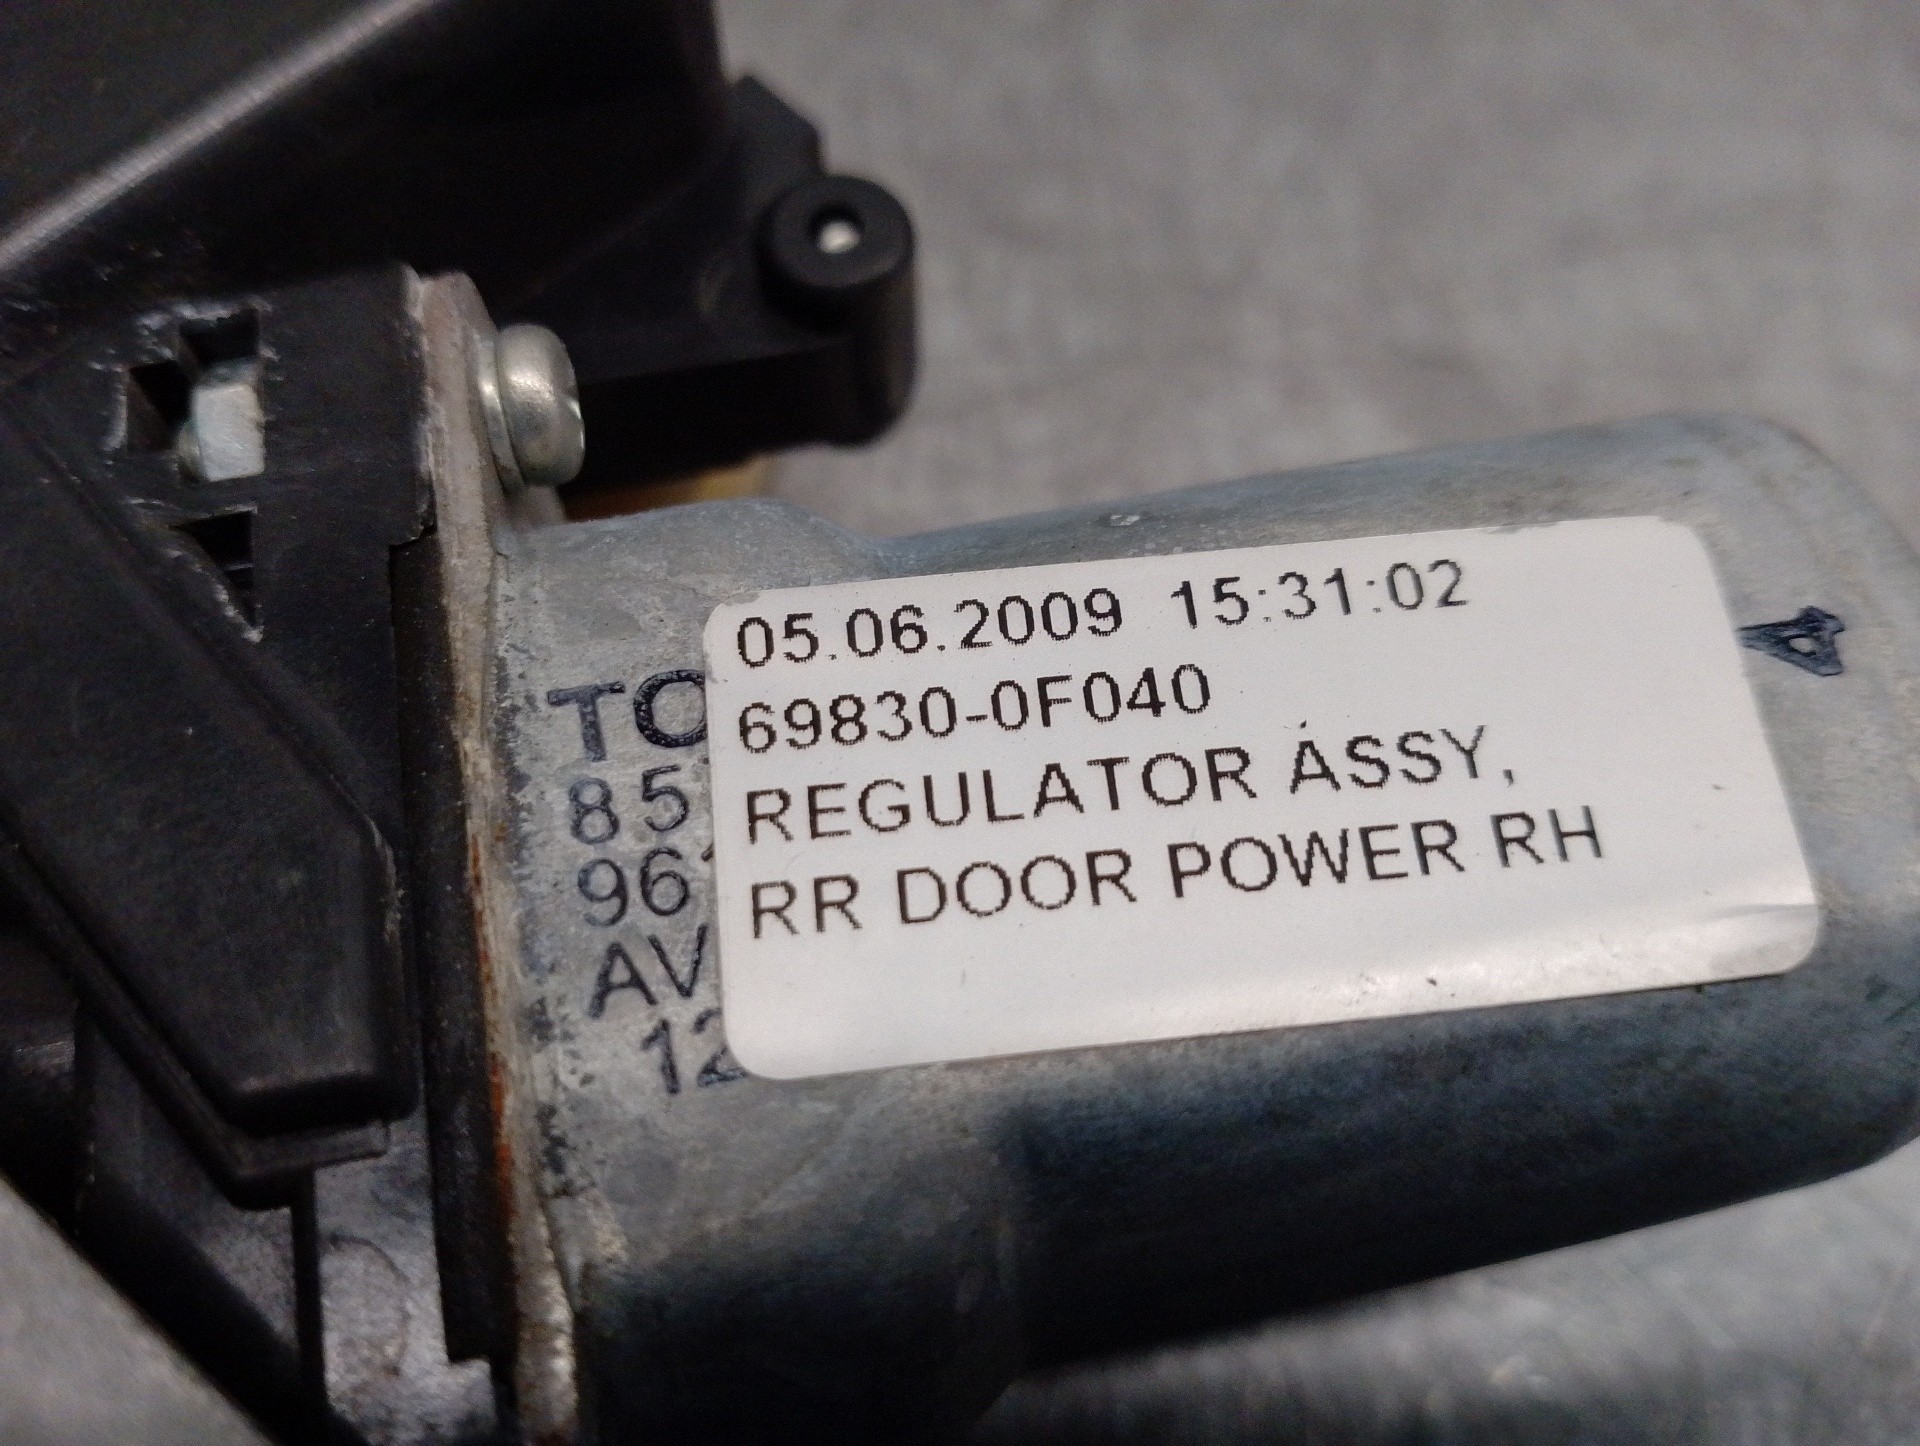 05.06.2009 15:31:02
69830-0F040
REGULATOR ASSY,
RR DOOR POWER RH
TO
85
96
AV
12
A